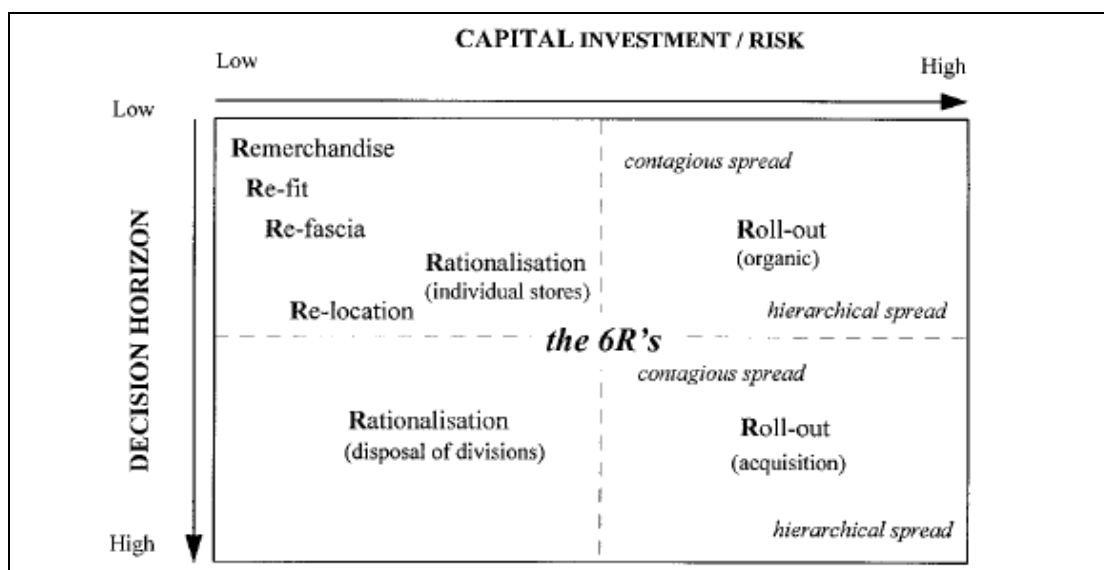 CAPITAL INVESTMENT / RISK
Low
High
Low
Remerchandise
contagious spread
Re-fit
Re-fascia
Roll-out
(organic)
Rationalisation
(individual stores)
Re-location
hierarchical spread
the 6R's
contagious spread
DECISION HORIZON
Rationalisation
(disposal of divisions)
Roll-out
(acquisition)
hierarchical spread
High